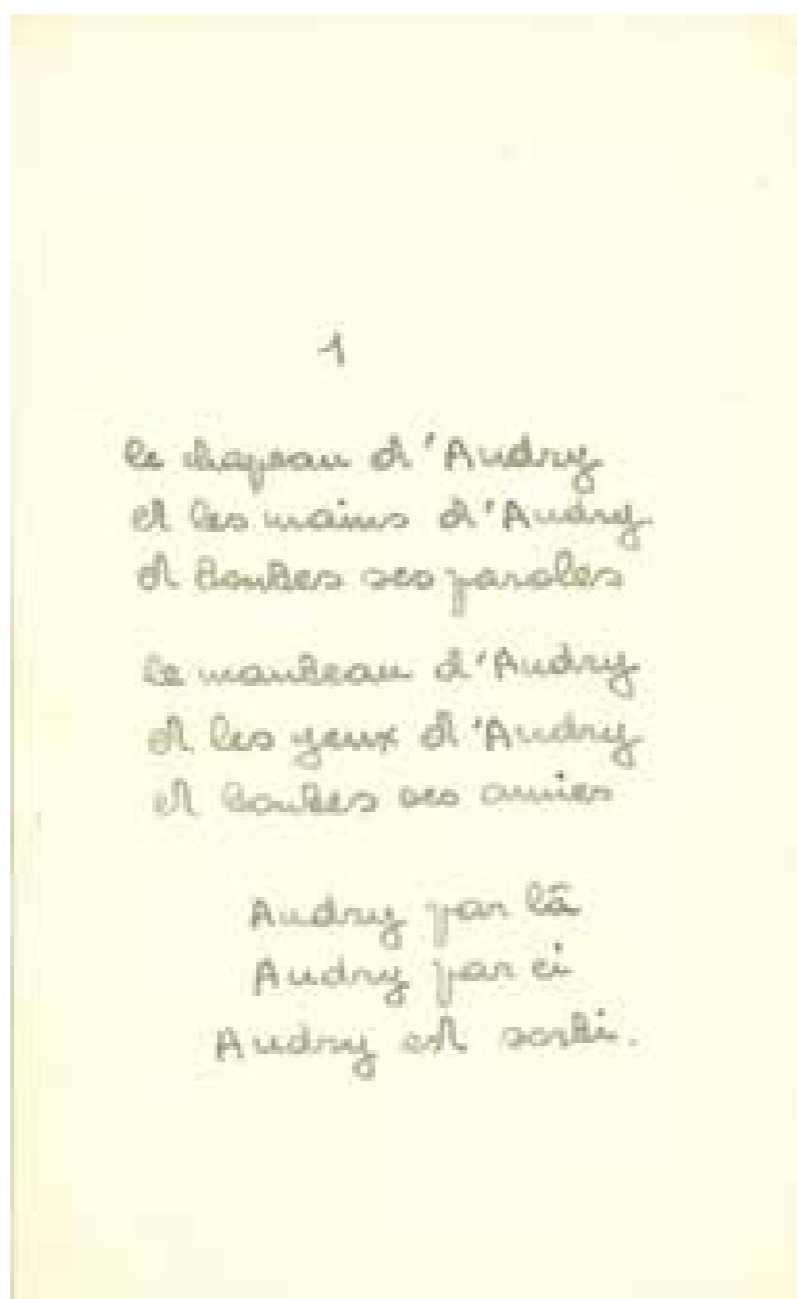 1
le chapeau d'Audry
et les mains d'Audry
et toutes ses paroles
le manteau d'Audry
et les yeux d'Audry
et toutes ses amies
Audry par là
Audry par ci
Audry est sorti.